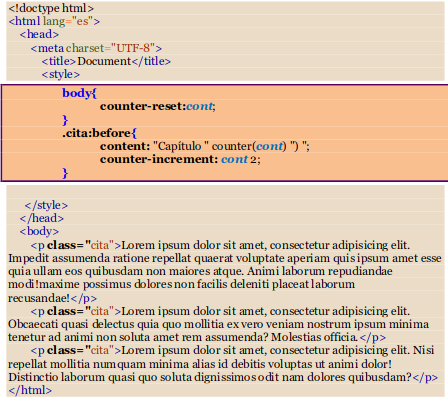 <!doctype html>
<html lang="es">
<head>
<meta charset="UTF-8">
<title>Document</title>
<style>
body{
counter-reset:cont;
}
.cita:before{
content: "Capítulo " counter(cont) ") ";
counter-increment: cont 2;
}
</style>
</head>
<body>
<p class="cita">Lorem ipsum dolor sit amet, consectetur adipisicing elit.
Impedit assumenda ratione repellat quaerat voluptate aperiam quis ipsum amet esse
quia ullam eos quibusdam non maiores atque. Animi laborum repudiandae
modi!maxime possimus dolores non facilis deleniti placeat laborum
recusandae!</p>
<p class="cita">Lorem ipsum dolor sit amet, consectetur adipisicing elit.
Obcaecati quasi delectus quia quo mollitia ex vero veniam nostrum ipsum minima
tenetur ad animi non soluta amet rem assumenda? Molestias officia.</p>
<p class="cita">Lorem ipsum dolor sit amet, consectetur adipisicing elit. Nisi
repellat mollitia numquam minima alias id debitis voluptas ut animi dolor!
Distinctio laborum quasi quo soluta dignissimos odit nam dolores quibusdam?</p>
</html>